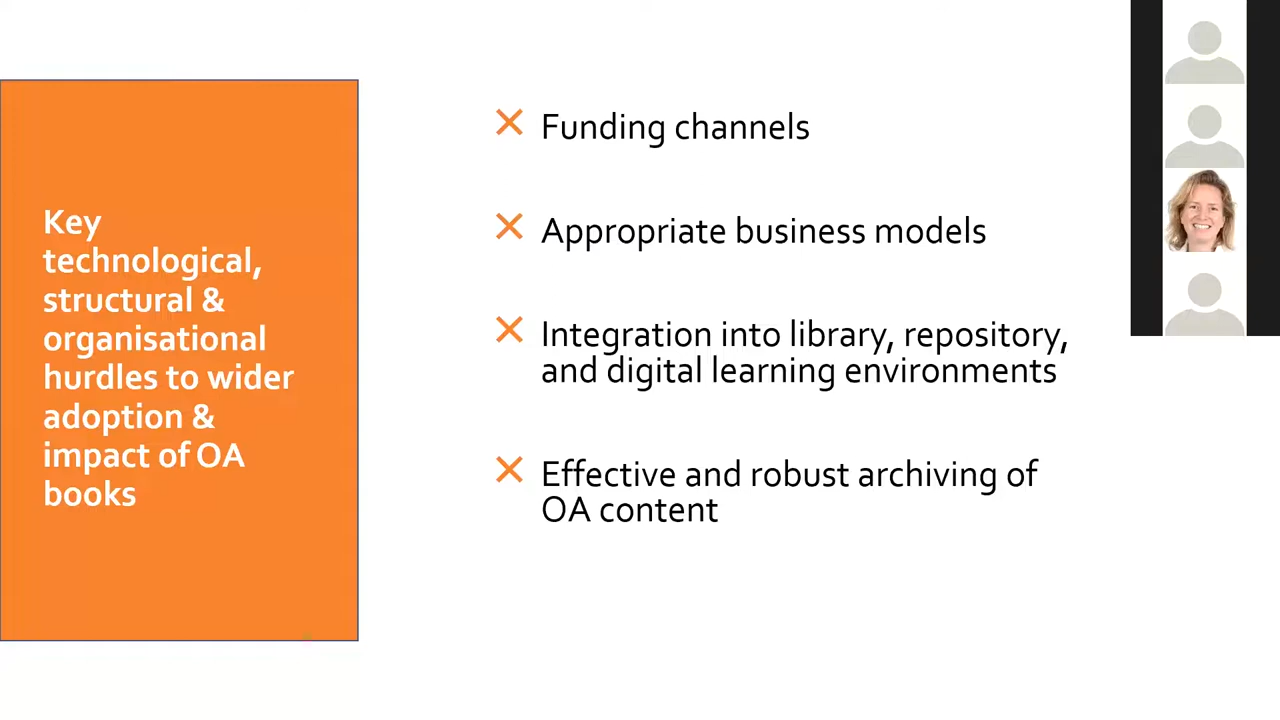 Key
technological,
structural &
organisational
hurdles to wider
adoption &
impact of OA
books
Funding channels
Appropriate business models
Integration into library, repository,
and digital learning environments
Effective and robust archiving of
OA content